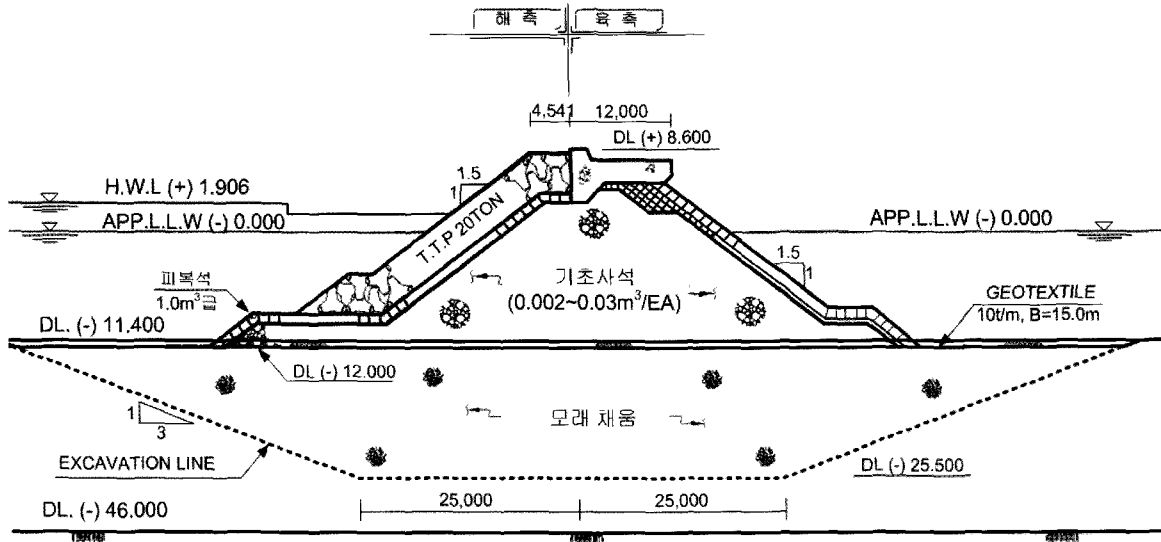 해 측 육 측
4,541 12,000
DL (+) 8.600
1.5
1
H.W.L (+) 1.906
APP.L.L.W (-) 0.000
APP.L.L.W (-) 0.000
T.T.P 20TON
1.5
1
피복석
1.0m³급
기초사석
(0.002~0.03m³/EA)
GEOTEXTILE
10t/m, B=15.0m
DL. (-) 11.400
DL (-) 12.000
1
3
모래 채움
EXCAVATION LINE
DL (-) 25.500
25,000 25,000
DL. (-) 46.000